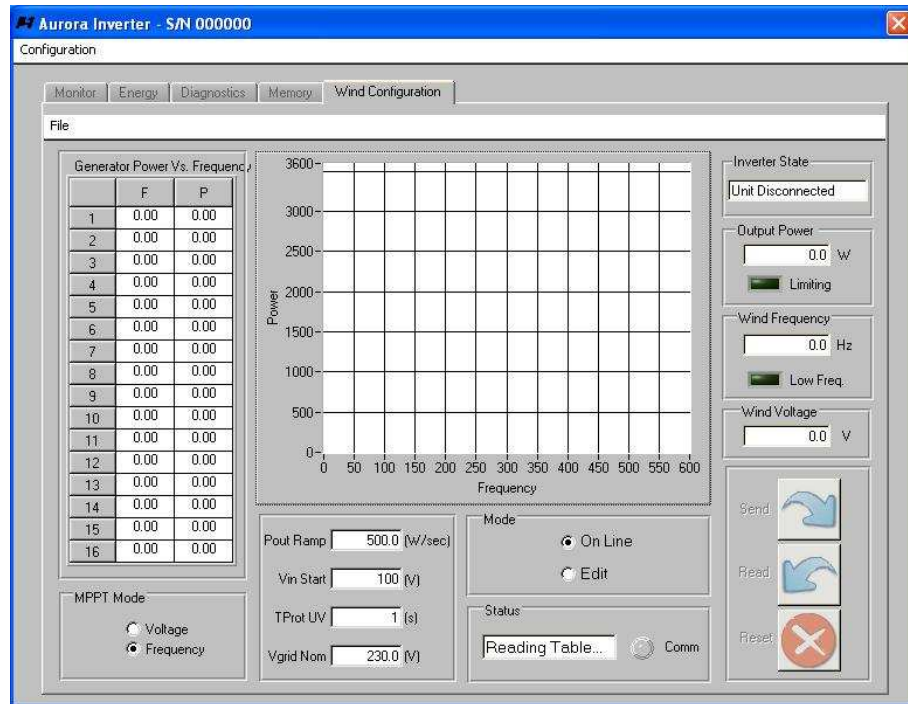 Aurora Inverter - S/N 000000
Configuration
Monitor Energy Diagnostics Memory Wind Configuration
File
Generator Power Vs. Frequency
F P
1 0.00 0.00
2 0.00 0.00
3 0.00 0.00
4 0.00 0.00
5 0.00 0.00
6 0.00 0.00
7 0.00 0.00
8 0.00 0.00
9 0.00 0.00
10 0.00 0.00
11 0.00 0.00
12 0.00 0.00
13 0.00 0.00
14 0.00 0.00
15 0.00 0.00
16 0.00 0.00
MPPT Mode
Voltage
Frequency
Power
3600
3000
2500
2000
1500
1000
500
0
0 50 100 150 200 250 300 350 400 450 500 550 600
Frequency
Pout Ramp 500.0 (W/sec)
Vin Start 100 (V)
TProt UV 1 (s)
Vgrid Nom 230.0 (V)
Mode
On Line
Edit
Status
Reading Table... Comm
Inverter State
Unit Disconnected
Output Power
0.0 W
Limiting
Wind Frequency
0.0 Hz
Low Freq.
Wind Voltage
0.0 V
Send
Read
Reset